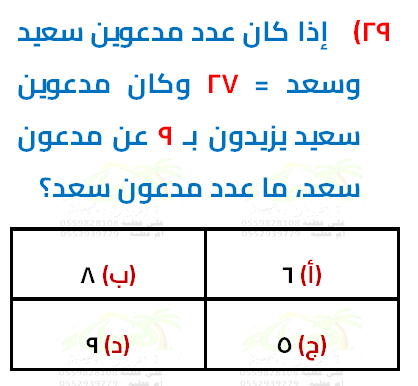 ٢٩) إذا كان عدد مدعوين سعيد
وسعد = ٢٧ وكان مدعوين
سعيد يزيدون بـ ٩ عن مدعون
سعد، ما عدد مدعون سعد؟
أ) ٦
ب) ٨
ج) ٥
د) ٩